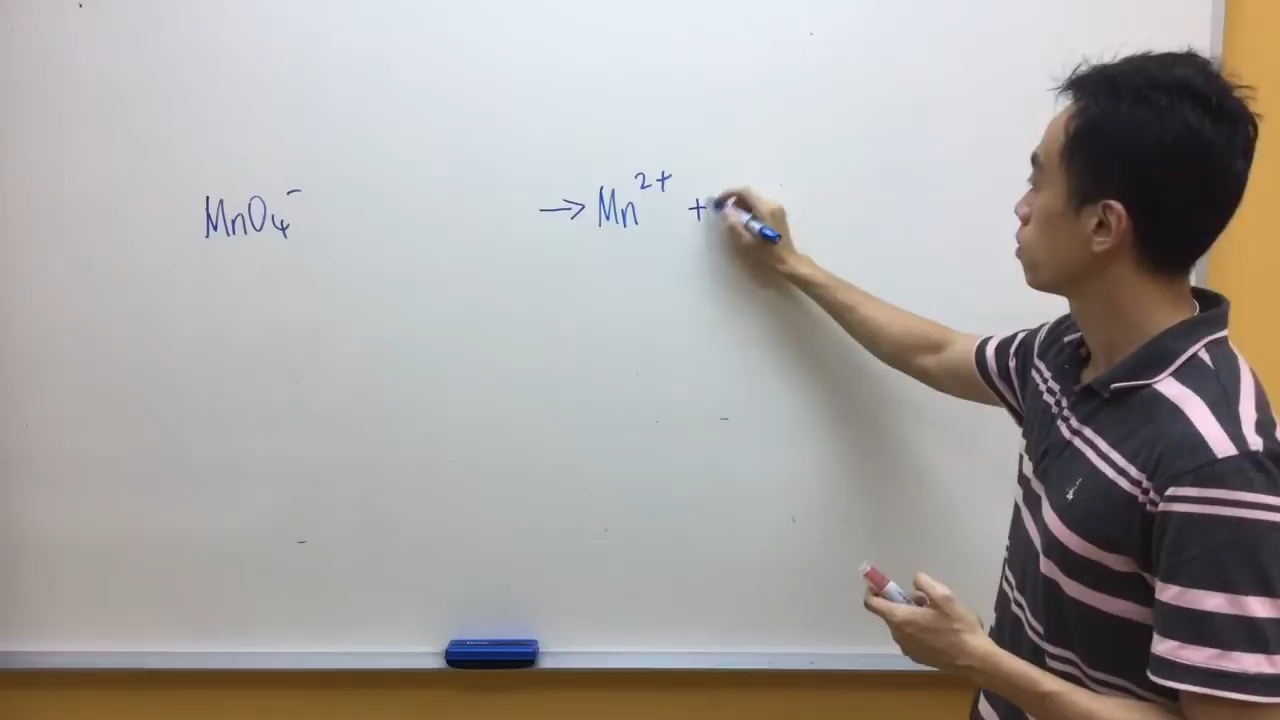 MnO₄⁻ → Mn²⁺ +